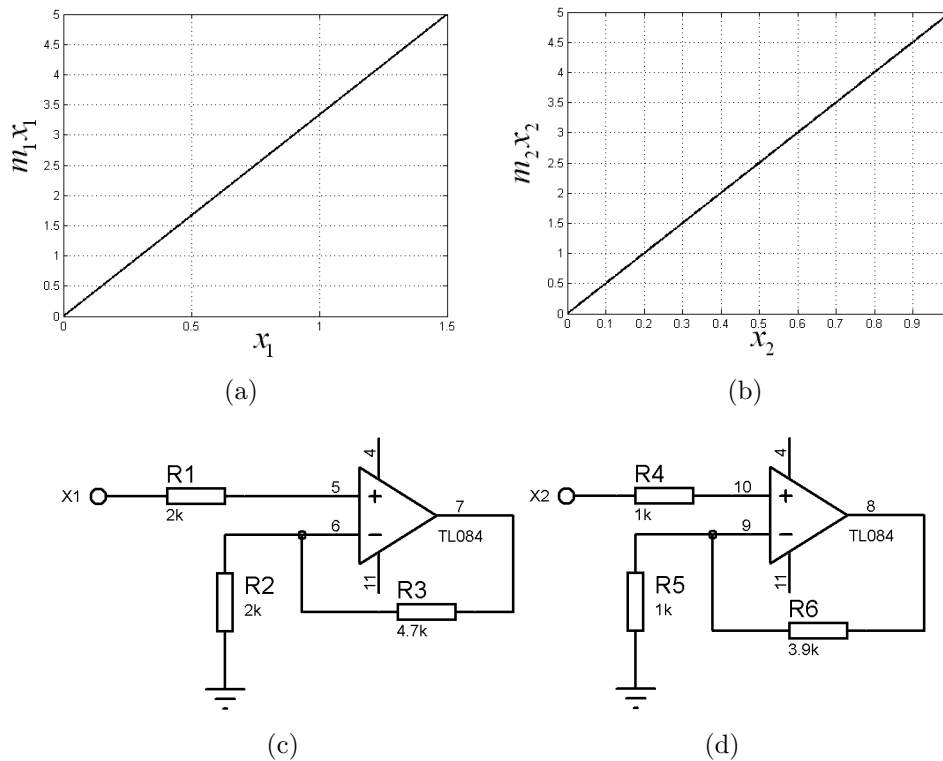 5
4.5
4
3.5
3
2.5
2
1.5
1
0.5
0
m₁x₁
0 0.5 1 1.5
x₁
(a)
5
4.5
4
3.5
3
2.5
2
1.5
1
0.5
0
m₂x₂
0 0.1 0.2 0.3 0.4 0.5 0.6 0.7 0.8 0.9
x₂
(b)
X1
R1
2k
5
+
6
−
4
11
7
TL084
R2
2k
R3
4.7k
(c)
X2
R4
1k
10
+
9
−
4
11
8
TL084
R5
1k
R6
3.9k
(d)